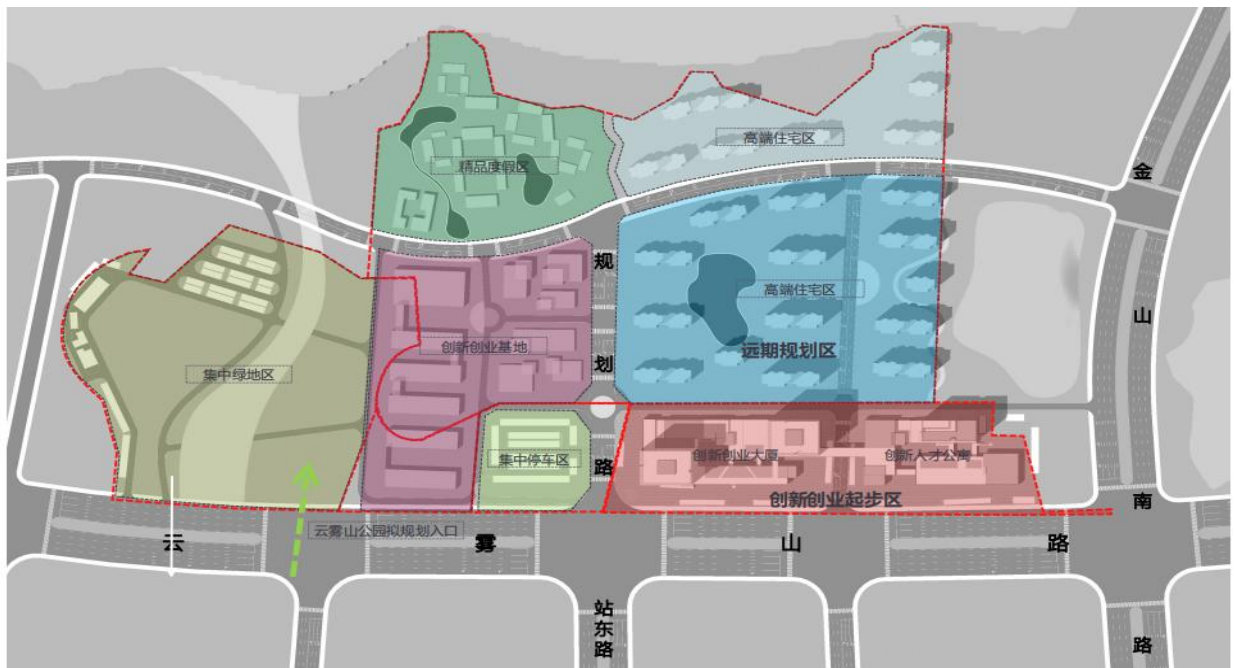 高端住宅区
精品度假区
金
山
南
路
规
划
路
高端住宅区
远期规划区
创新创业基地
集中绿地区
集中停车区
创新创业大厦
创新人才公寓
创新创业起步区
云雾山公园拟规划入口
云 雾 山 路
站
东
路